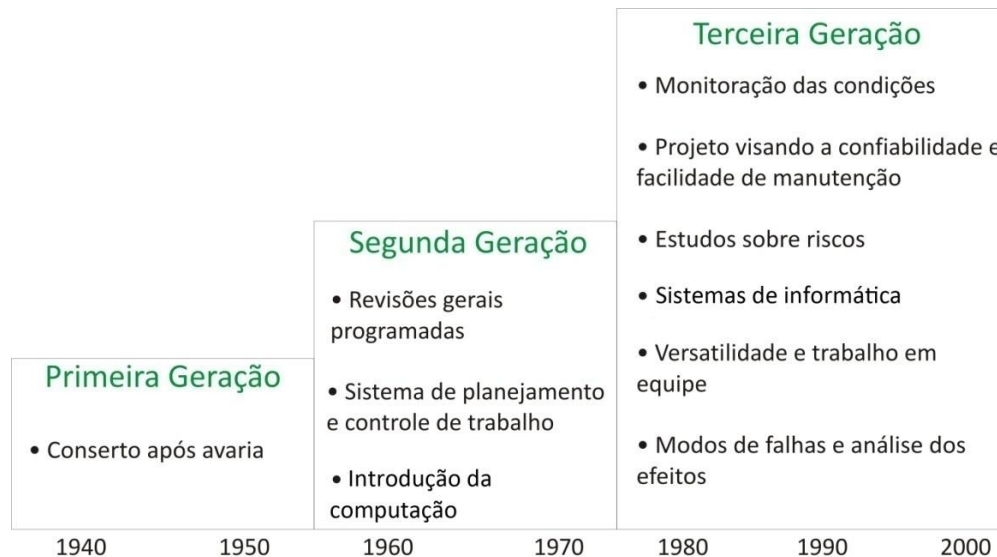 Primeira Geração
• Conserto após avaria
Segunda Geração
• Revisões gerais
programadas
• Sistema de planejamento
e controle de trabalho
• Introdução da
computação
Terceira Geração
• Monitoração das condições
• Projeto visando a confiabilidade e
facilidade de manutenção
• Estudos sobre riscos
• Sistemas de informática
• Versatilidade e trabalho em
equipe
• Modos de falhas e análise dos
efeitos
1940 1950 1960 1970 1980 1990 2000